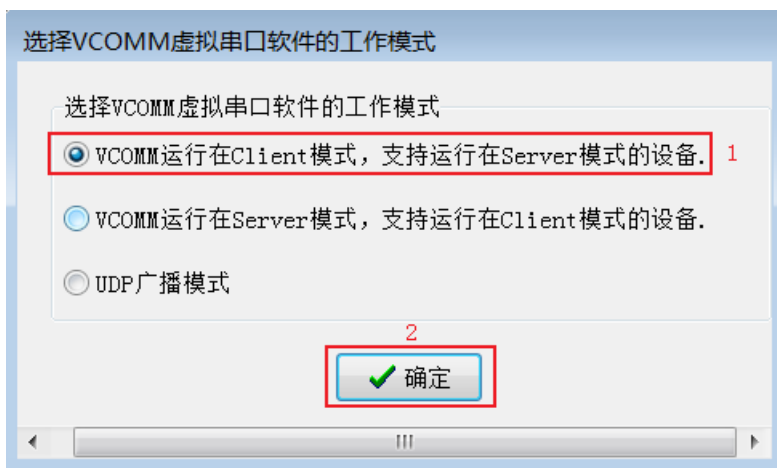 选择VCOMM虚拟串口软件的工作模式
选择VCOMM虚拟串口软件的工作模式
VCOMM运行在Client模式，支持运行在Server模式的设备. 1
VCOMM运行在Server模式，支持运行在Client模式的设备.
UDP广播模式
2
确定